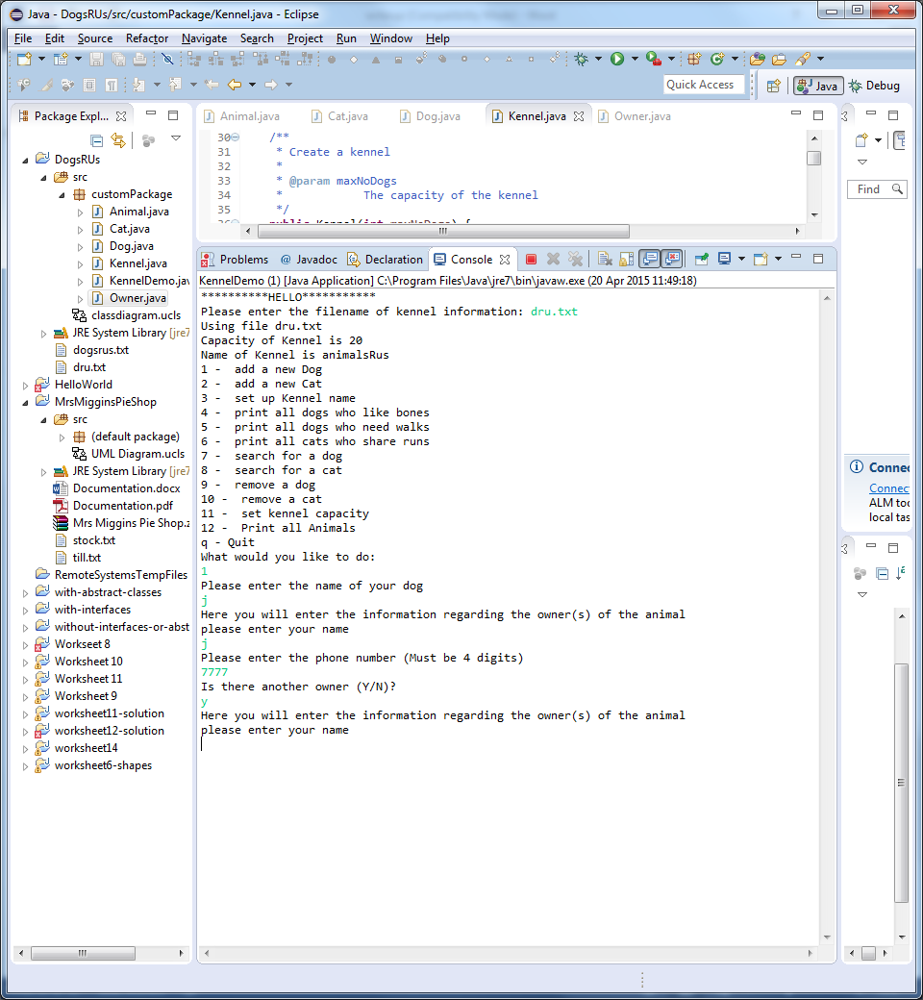 Java - DogsRUs/src/customPackage/Kennel.java - Eclipse
File Edit Source Refactor Navigate Search Project Run Window Help
Quick Access
Java
Debug
Package Expl...
DogsRUs
src
customPackage
Animal.java
Cat.java
Dog.java
Kennel.java
KennelDemo.jav
Owner.java
classdiagram.ucls
JRE System Library [jre7
dogsrus.txt
dru.txt
HelloWorld
MrsMigginsPieShop
src
(default package)
UML Diagram.ucls
JRE System Library [jre7
Documentation.docx
Documentation.pdf
Mrs Miggins Pie Shop.z
stock.txt
till.txt
RemoteSystemsTempFiles
with-abstract-classes
with-interfaces
without-interfaces-or-abst
Workseet 8
Worksheet 10
Worksheet 11
Worksheet 9
worksheet11-solution
worksheet12-solution
worksheet14
worksheet6-shapes
Animal.java Cat.java Dog.java Kennel.java Owner.java
30 /**
31 * Create a kennel
32 *
33 * @param maxNoDogs
34 * The capacity of the kennel
35 */
36 public Kennel(int maxNoDogs) {
Problems @ Javadoc Declaration Console
KennelDemo (1) [Java Application] C:\Program Files\Java\jre7\bin\javaw.exe (20 Apr 2015 11:49:18)
**********HELLO***********
Please enter the filename of kennel information: dru.txt
Using file dru.txt
Capacity of Kennel is 20
Name of Kennel is animalsRus
1 - add a new Dog
2 - add a new Cat
3 - set up Kennel name
4 - print all dogs who like bones
5 - print all dogs who need walks
6 - print all cats who share runs
7 - search for a dog
8 - search for a cat
9 - remove a dog
10 - remove a cat
11 - set kennel capacity
12 - Print all Animals
q - Quit
What would you like to do:
1
Please enter the name of your dog
j
Here you will enter the information regarding the owner(s) of the animal
please enter your name
j
Please enter the phone number (Must be 4 digits)
7777
Is there another owner (Y/N)?
y
Here you will enter the information regarding the owner(s) of the animal
please enter your name
Find
Connec
Connect
ALM too
local tas